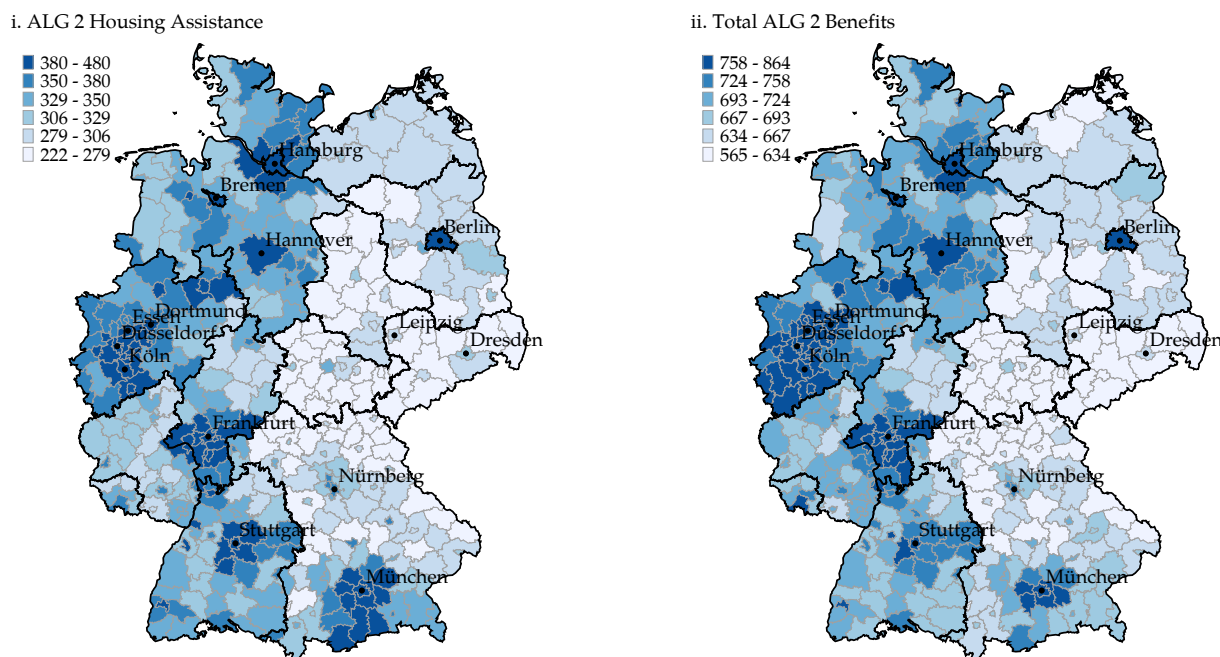 i. ALG 2 Housing Assistance
380 - 480
350 - 380
329 - 350
306 - 329
279 - 306
222 - 279
Hamburg
Bremen
Berlin
Hannover
Dortmund
Essen
Düsseldorf
Köln
Leipzig
Dresden
Frankfurt
Nürnberg
Stuttgart
München
ii. Total ALG 2 Benefits
758 - 864
724 - 758
693 - 724
667 - 693
634 - 667
565 - 634
Hamburg
Bremen
Berlin
Hannover
Dortmund
Essen
Düsseldorf
Köln
Leipzig
Dresden
Frankfurt
Nürnberg
Stuttgart
München